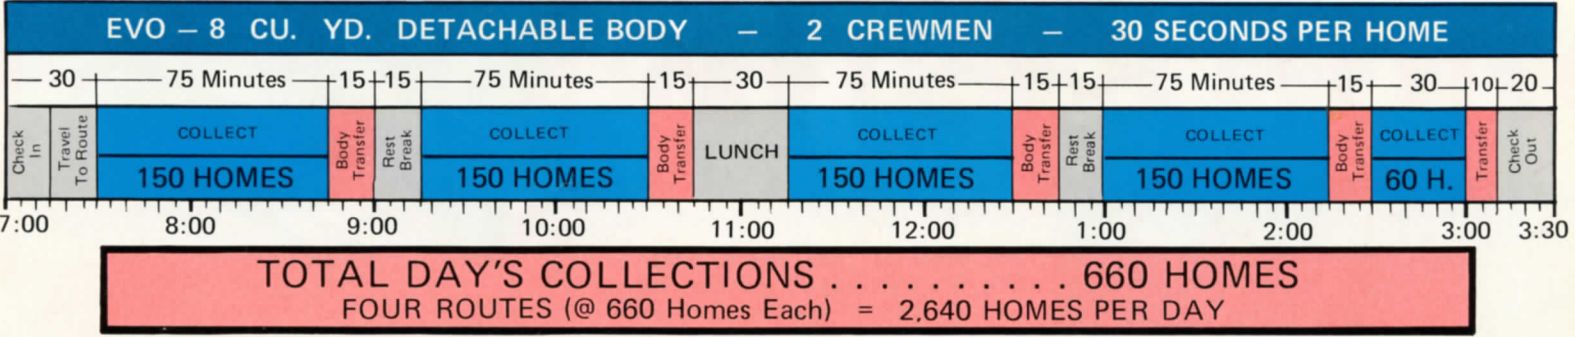 EVO – 8 CU. YD. DETACHABLE BODY – 2 CREWMEN – 30 SECONDS PER HOME
30 75 Minutes 15 15 75 Minutes 15 30 75 Minutes 15 15 75 Minutes 15 30 10 20
Check In
Travel To Route
COLLECT
150 HOMES
Body Transfer
Rest Break
COLLECT
150 HOMES
Body Transfer
LUNCH
COLLECT
150 HOMES
Body Transfer
Rest Break
COLLECT
150 HOMES
Body Transfer
COLLECT
60 H.
Transfer
Check Out
7:00 8:00 9:00 10:00 11:00 12:00 1:00 2:00 3:00 3:30
TOTAL DAY'S COLLECTIONS . . . . . . . . . . . 660 HOMES
FOUR ROUTES (@ 660 Homes Each) = 2,640 HOMES PER DAY